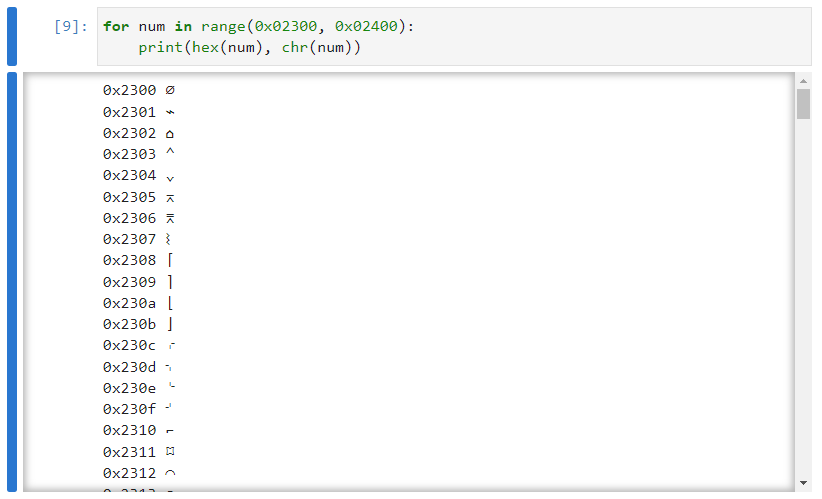 [9]: for num in range(0x02300, 0x02400):
print(hex(num), chr(num))
0x2300 ⌀
0x2301 ⌁
0x2302 ⌂
0x2303 ⌃
0x2304 ⌄
0x2305 ⌅
0x2306 ⌆
0x2307 ⌇
0x2308 ⌈
0x2309 ⌉
0x230a ⌊
0x230b ⌋
0x230c ⌌
0x230d ⌍
0x230e ⌎
0x230f ⌏
0x2310 ⌐
0x2311 ⌑
0x2312 ⌒